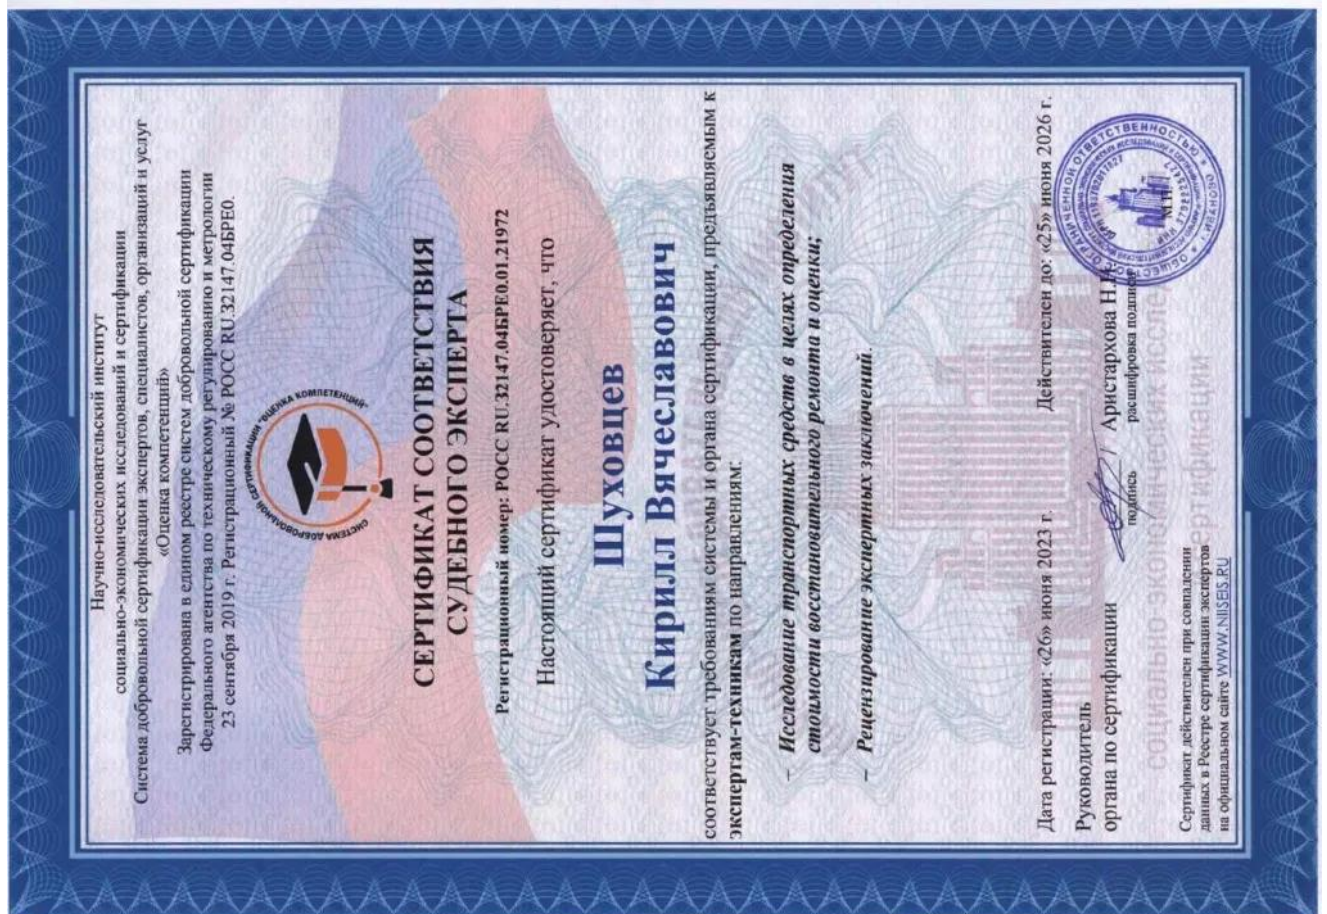 Научно-исследовательский институт
социально-экономических исследований и сертификации
Система добровольной сертификации экспертов, специалистов, организаций и услуг
«Оценка компетенций»
Зарегистрирована в едином реестре систем добровольной сертификации
Федерального агентства по техническому регулированию и метрологии
23 сентября 2019 г. Регистрационный № РОСС RU.32147.04БРЕ0.
СИСТЕМА ДОБРОВОЛЬНОЙ СЕРТИФИКАЦИИ "ОЦЕНКА КОМПЕТЕНЦИЙ"
СЕРТИФИКАТ СООТВЕТСТВИЯ
СУДЕБНОГО ЭКСПЕРТА
Регистрационный номер: РОСС RU.32147.04БРЕ0.01.21972
Настоящий сертификат удостоверяет, что
Шуховцев
Кирилл Вячеславович
соответствует требованиям системы и органа сертификации, предъявляемым к
экспертам-техникам по направлениям:
– Исследование транспортных средств в целях определения
стоимости восстановительного ремонта и оценки;
– Рецензирование экспертных заключений.
Дата регистрации: «26» июня 2023 г. Действителен до: «25» июня 2026 г.
Руководитель
органа по сертификации Аристархова Н.
подпись расшифровка подписи
М.П.
Сертификат действителен при совпадении
данных в Реестре сертификации экспертов
на официальном сайте WWW.NIISEIS.RU